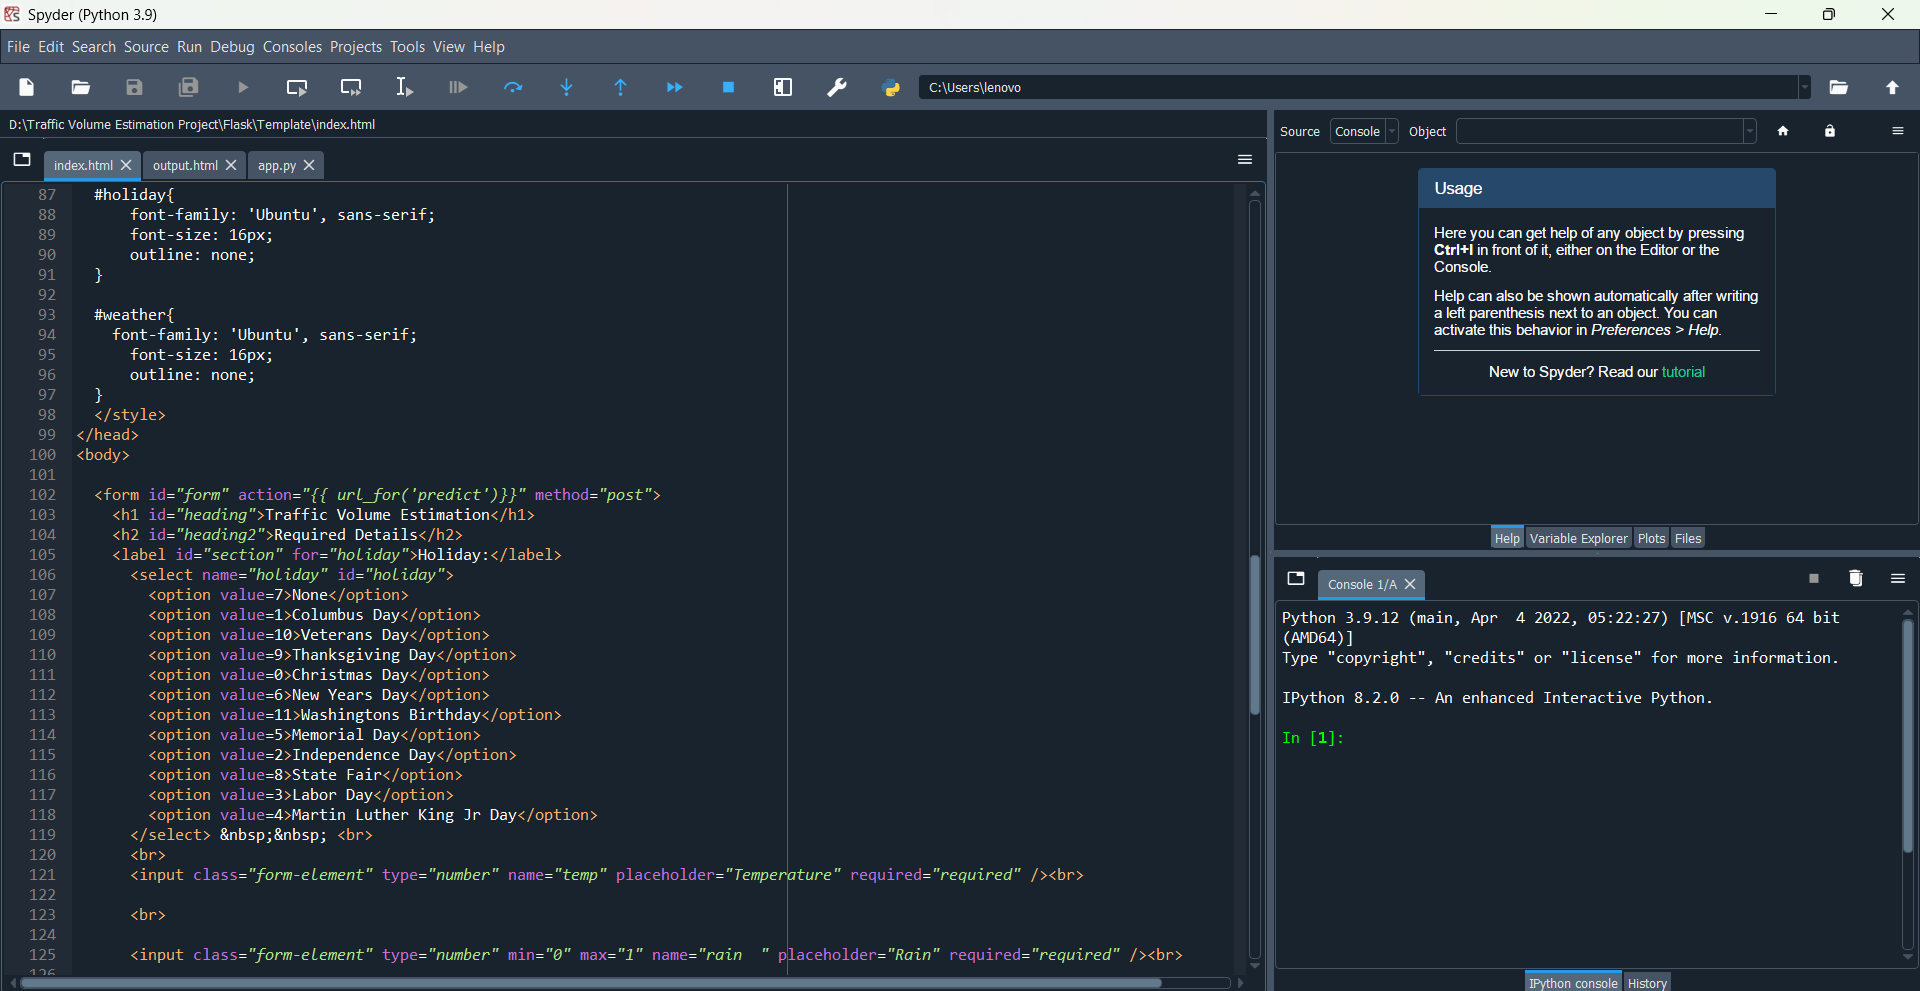 Spyder (Python 3.9)
File Edit Search Source Run Debug Consoles Projects Tools View Help
C:\Users\lenovo
D:\Traffic Volume Estimation Project\Flask\Template\index.html
index.html output.html app.py
87 #holiday{
88 font-family: 'Ubuntu', sans-serif;
89 font-size: 16px;
90 outline: none;
91 }
92
93 #weather{
94 font-family: 'Ubuntu', sans-serif;
95 font-size: 16px;
96 outline: none;
97 }
98 </style>
99 </head>
100 <body>
101
102 <form id="form" action="{{ url_for('predict')}}" method="post">
103 <h1 id="heading">Traffic Volume Estimation</h1>
104 <h2 id="heading2">Required Details</h2>
105 <label id="section" for="holiday">Holiday:</label>
106 <select name="holiday" id="holiday">
107 <option value=7>None</option>
108 <option value=1>Columbus Day</option>
109 <option value=10>Veterans Day</option>
110 <option value=9>Thanksgiving Day</option>
111 <option value=0>Christmas Day</option>
112 <option value=6>New Years Day</option>
113 <option value=11>Washingtons Birthday</option>
114 <option value=5>Memorial Day</option>
115 <option value=2>Independence Day</option>
116 <option value=8>State Fair</option>
117 <option value=3>Labor Day</option>
118 <option value=4>Martin Luther King Jr Day</option>
119 </select> &nbsp;&nbsp; <br>
120 <br>
121 <input class="form-element" type="number" name="temp" placeholder="Temperature" required="required" /><br>
122
123 <br>
124
125 <input class="form-element" type="number" min="0" max="1" name="rain  " placeholder="Rain" required="required" /><br>
126
Source Console Object
Usage
Here you can get help of any object by pressing
Ctrl+I in front of it, either on the Editor or the
Console.
Help can also be shown automatically after writing
a left parenthesis next to an object. You can
activate this behavior in Preferences > Help.
New to Spyder? Read our tutorial
Help Variable Explorer Plots Files
Console 1/A
Python 3.9.12 (main, Apr  4 2022, 05:22:27) [MSC v.1916 64 bit
(AMD64)]
Type "copyright", "credits" or "license" for more information.
IPython 8.2.0 -- An enhanced Interactive Python.
In [1]:
IPython console History